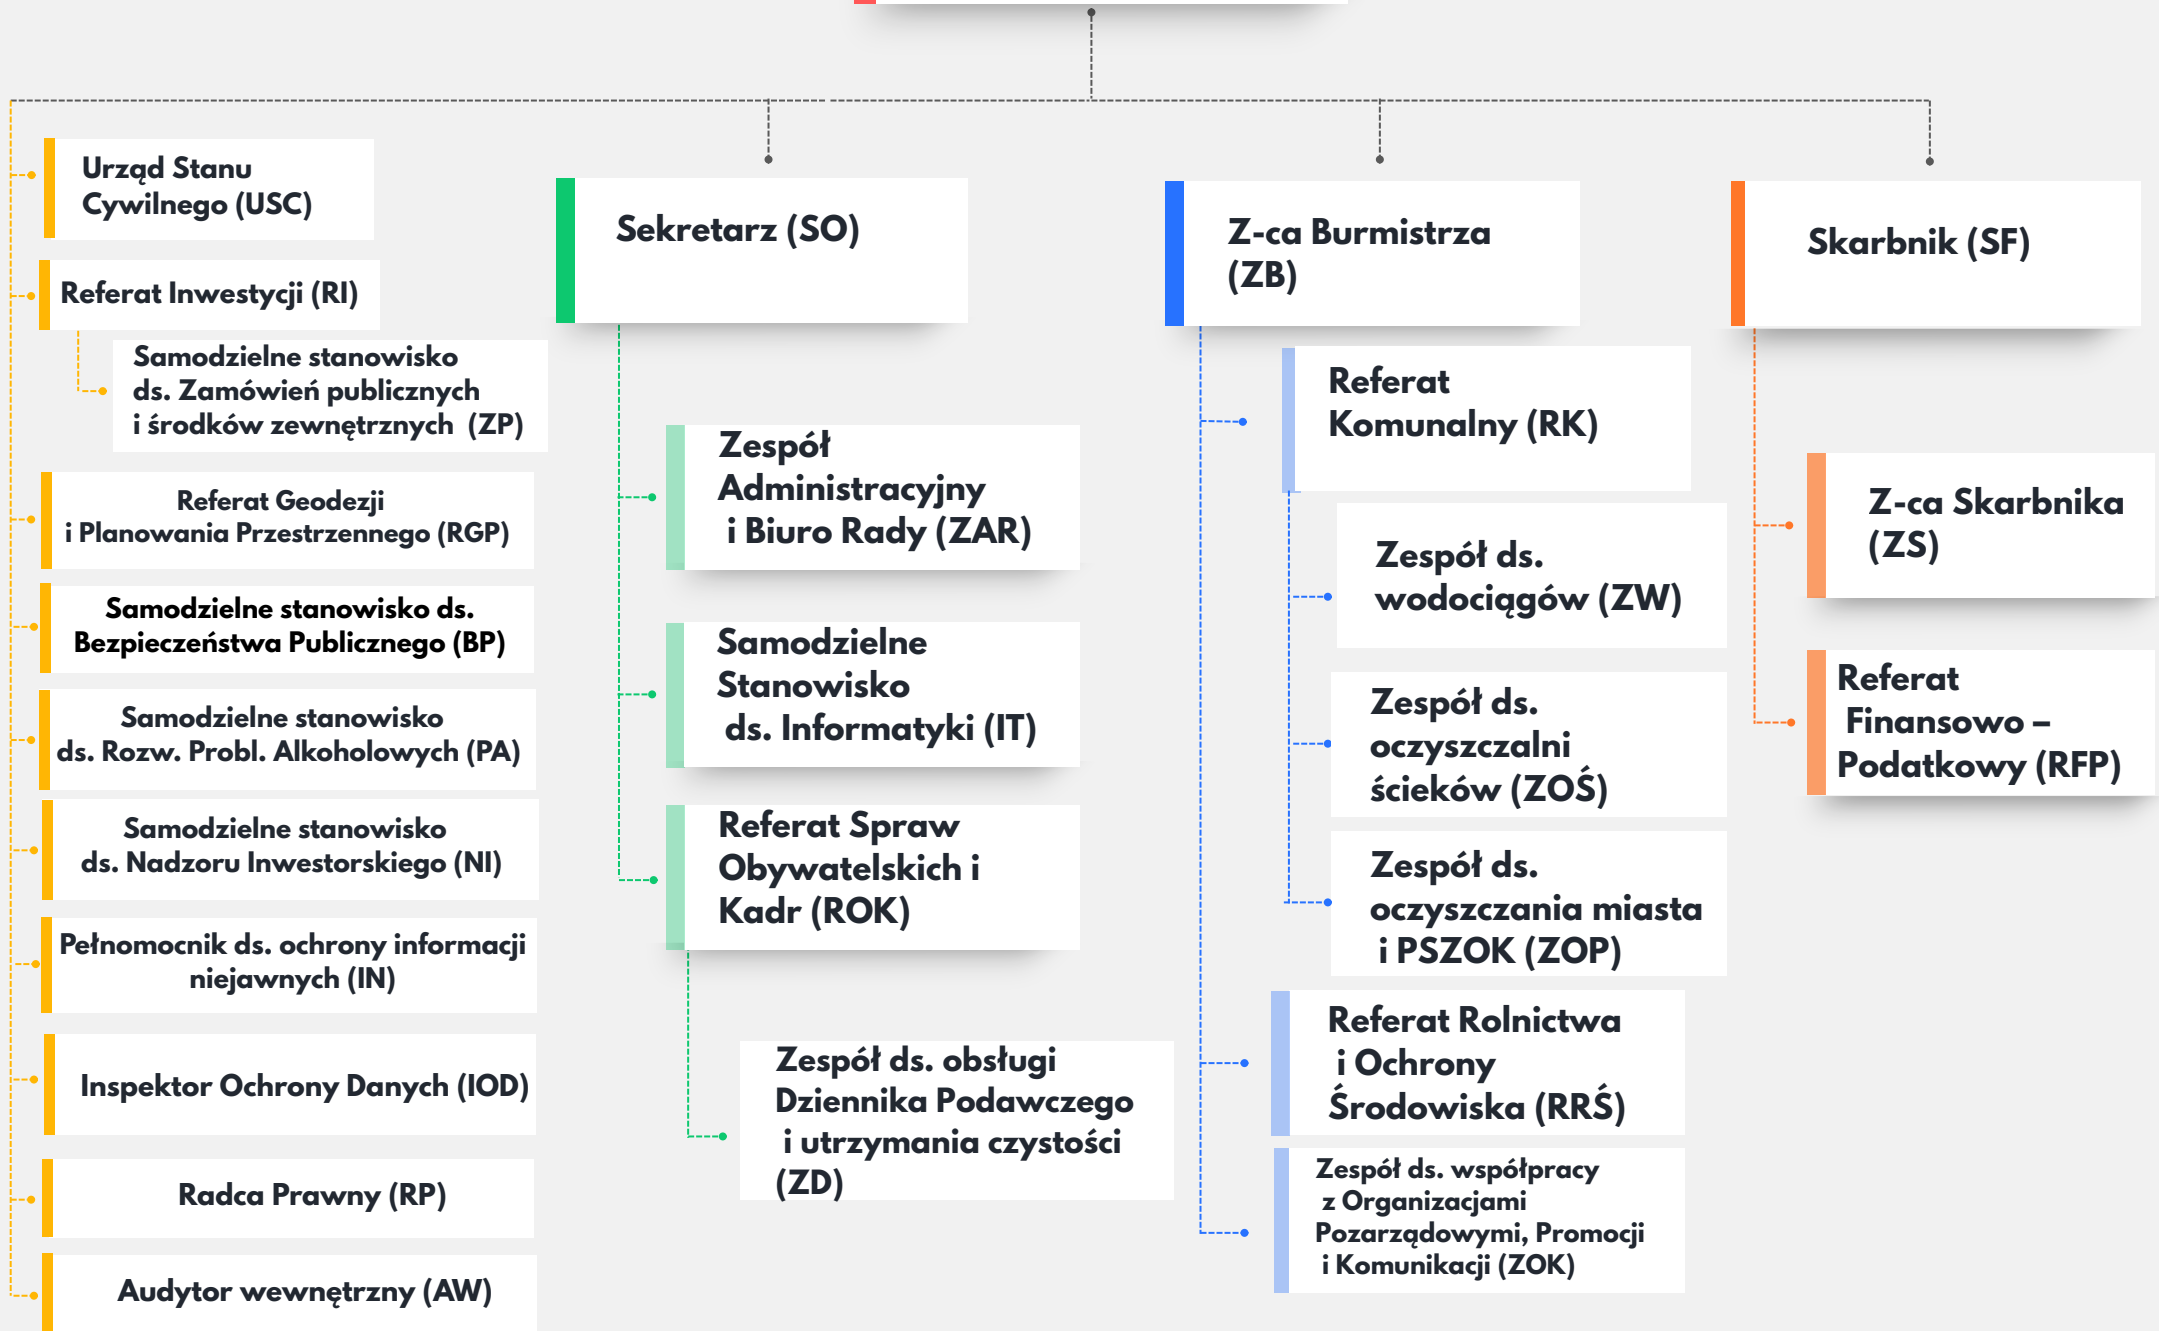 Urząd Stanu
Cywilnego (USC)
Referat Inwestycji (RI)
Samodzielne stanowisko
ds. Zamówień publicznych
i środków zewnętrznych (ZP)
Referat Geodezji
i Planowania Przestrzennego (RGP)
Samodzielne stanowisko ds.
Bezpieczeństwa Publicznego (BP)
Samodzielne stanowisko
ds. Rozw. Probl. Alkoholowych (PA)
Samodzielne stanowisko
ds. Nadzoru Inwestorskiego (NI)
Pełnomocnik ds. ochrony informacji
niejawnych (IN)
Inspektor Ochrony Danych (IOD)
Radca Prawny (RP)
Audytor wewnętrzny (AW)
Sekretarz (SO)
Zespół
Administracyjny
i Biuro Rady (ZAR)
Samodzielne
Stanowisko
ds. Informatyki (IT)
Referat Spraw
Obywatelskich i
Kadr (ROK)
Zespół ds. obsługi
Dziennika Podawczego
i utrzymania czystości
(ZD)
Z-ca Burmistrza
(ZB)
Referat
Komunalny (RK)
Zespół ds.
wodociągów (ZW)
Zespół ds.
oczyszczalni
ścieków (ZOŚ)
Zespół ds.
oczyszczania miasta
i PSZOK (ZOP)
Referat Rolnictwa
i Ochrony
Środowiska (RRŚ)
Zespół ds. współpracy
z Organizacjami
Pozarządowymi, Promocji
i Komunikacji (ZOK)
Skarbnik (SF)
Z-ca Skarbnika
(ZS)
Referat
Finansowo –
Podatkowy (RFP)